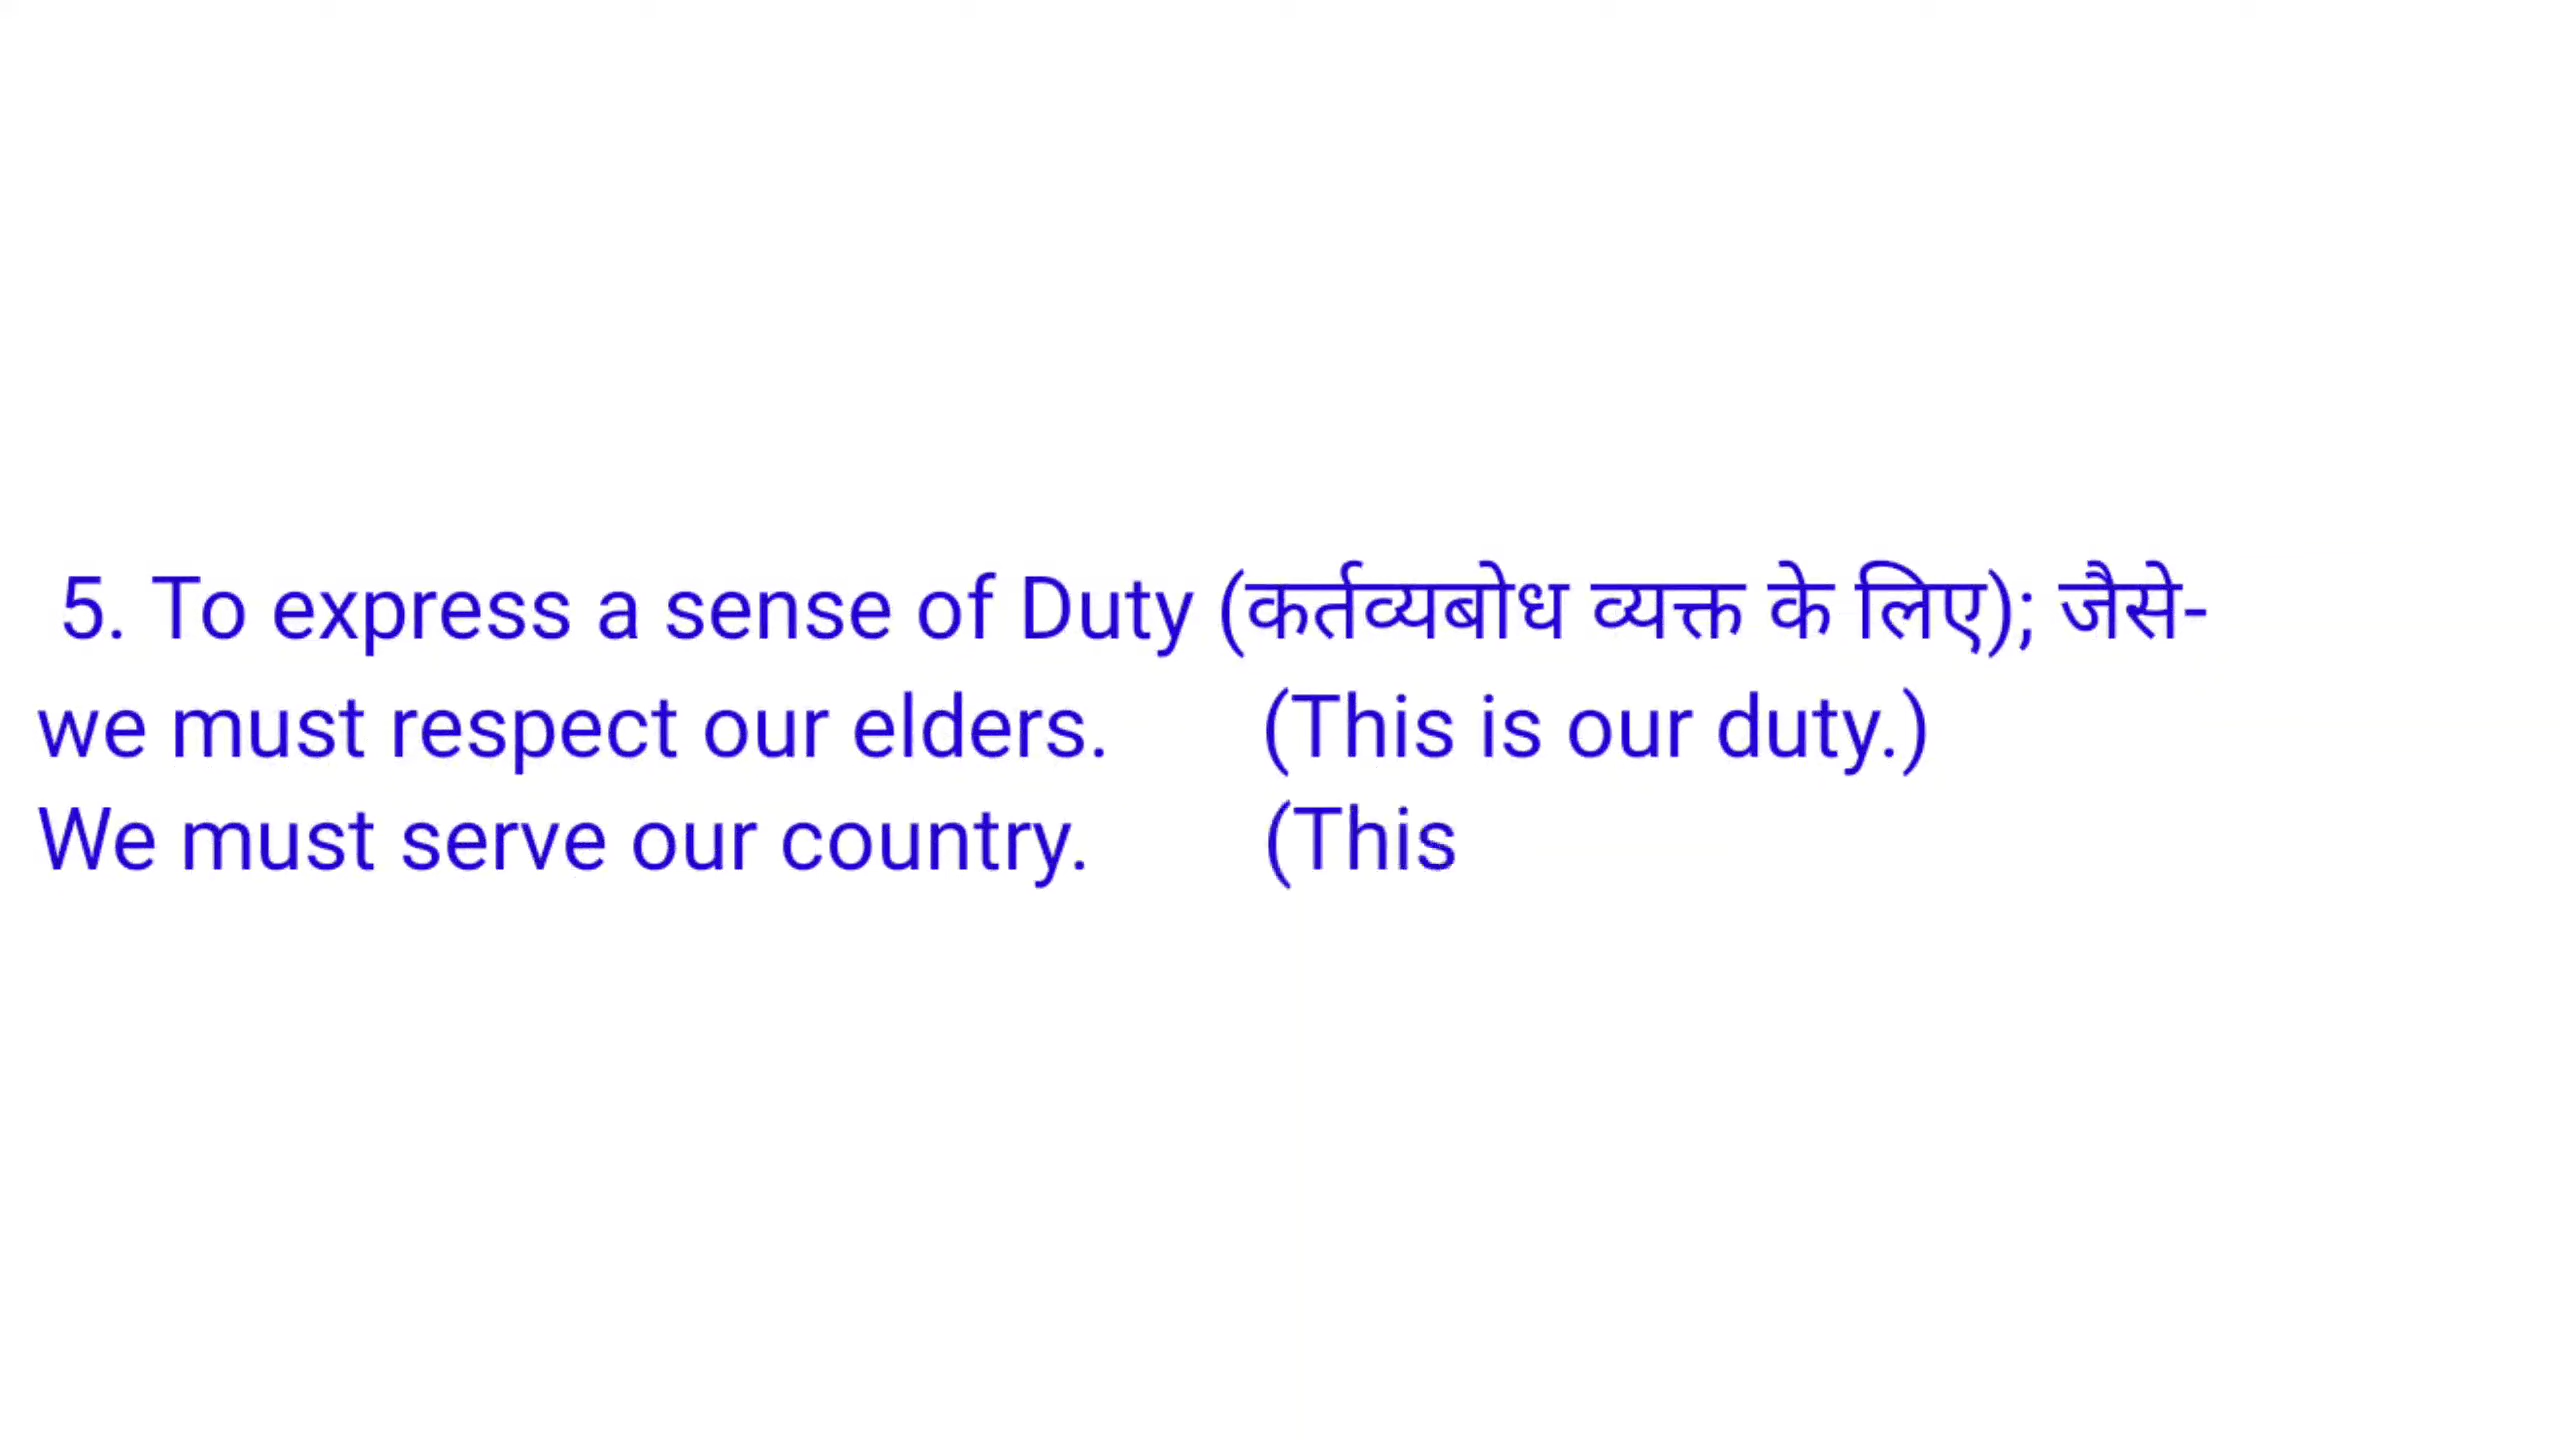 5. To express a sense of Duty (कर्तव्यबोध व्यक्त के लिए); जैसे-
we must respect our elders. (This is our duty.)
We must serve our country. (This